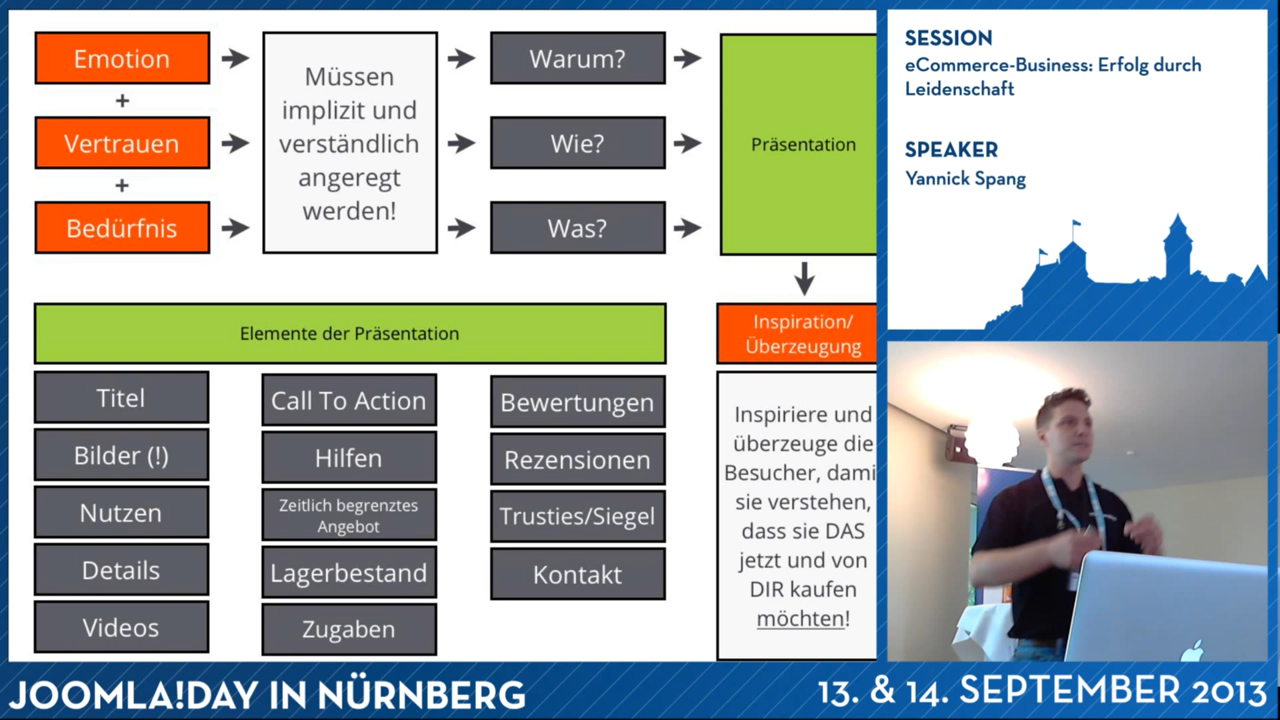 Emotion
+
Vertrauen
+
Bedürfnis
Müssen
implizit und
verständlich
angeregt
werden!
Warum?
Wie?
Was?
Präsentation
Elemente der Präsentation
Titel
Bilder (!)
Nutzen
Details
Videos
Call To Action
Hilfen
Zeitlich begrenztes
Angebot
Lagerbestand
Zugaben
Bewertungen
Rezensionen
Trusties/Siegel
Kontakt
Inspiration/
Überzeugung
Inspiriere und
überzeuge die
Besucher, dami
sie verstehen,
dass sie DAS
jetzt und von
DIR kaufen
möchten!
SESSION
eCommerce-Business: Erfolg durch
Leidenschaft
SPEAKER
Yannick Spang
JOOMLA!DAY IN NÜRNBERG
13. & 14. SEPTEMBER 2013